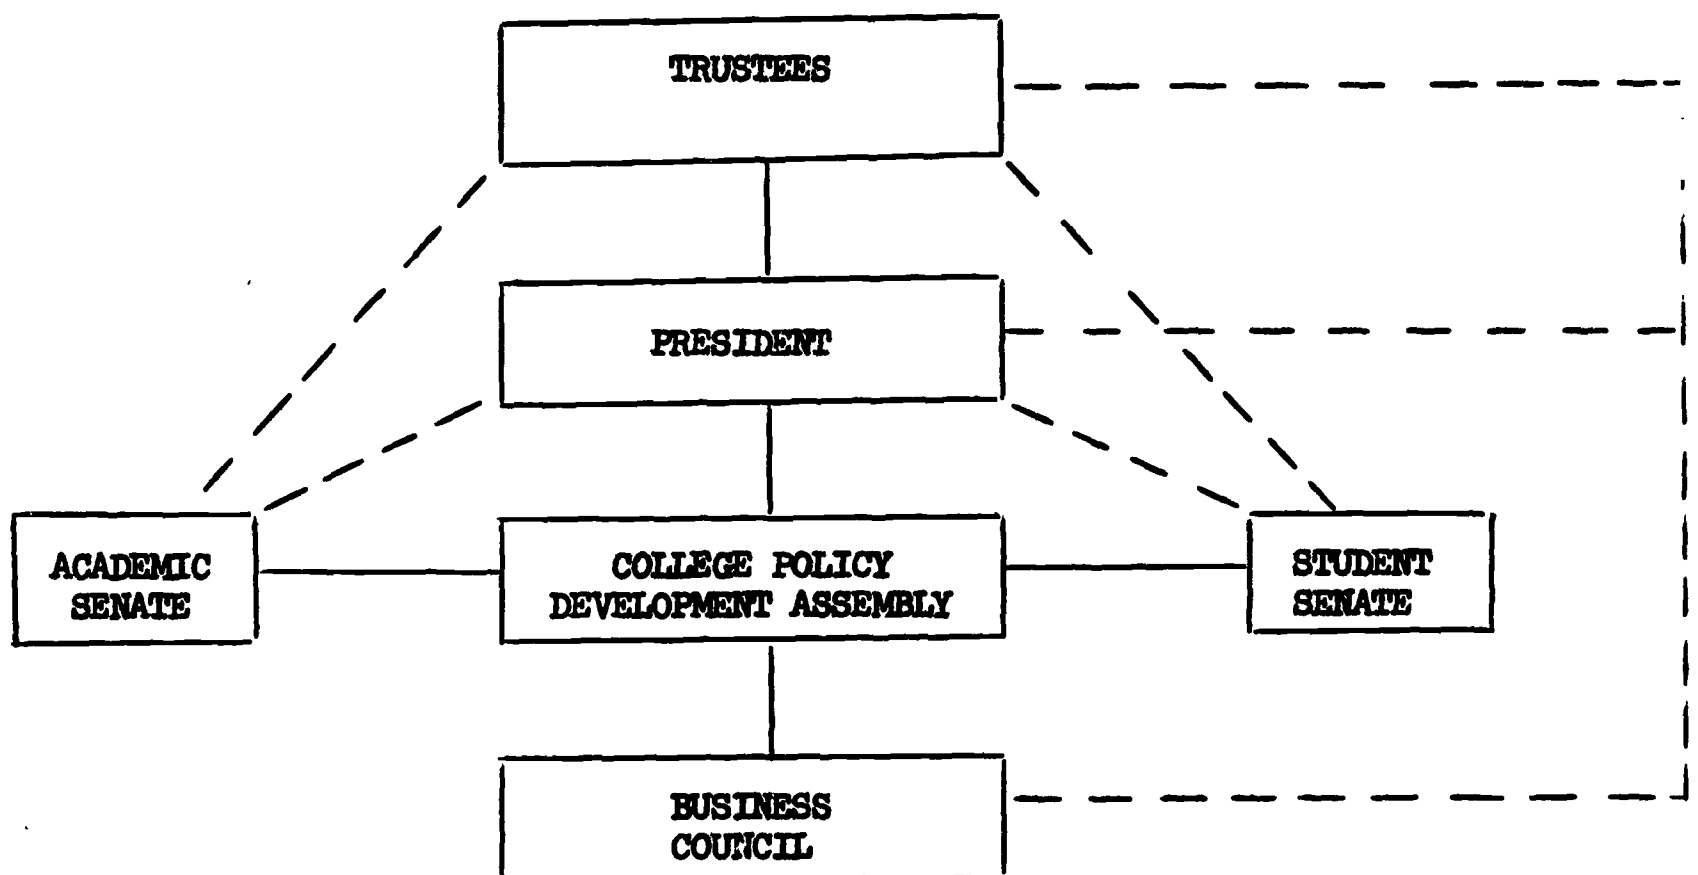 TRUSTEES
PRESIDENT
ACADEMIC
SENATE
COLLEGE POLICY
DEVELOPMENT ASSEMBLY
STUDENT
SENATE
BUSINESS
COUNCIL